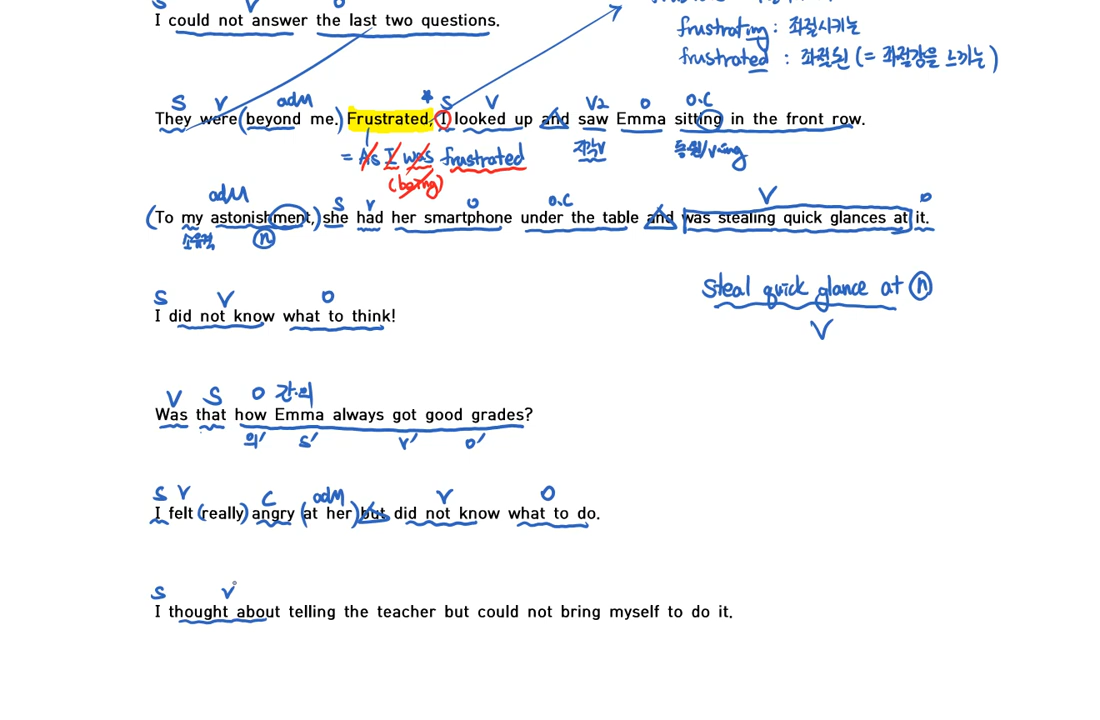 S V O
I could not answer the last two questions.
frustrating : 좌절시키는
frustrated : 좌절된 (= 좌절감을 느끼는)
S V adM S V V2 O O.C
They were (beyond me.) Frustrated, I looked up and saw Emma sitting in the front row.
= As I was frustrated 지각V 동원/V-ing
(being)
adM S V O O.C V O
(To my astonishment,) she had her smartphone under the table and was stealing quick glances at it.
소유격 n
Steal quick glance at n
V
S V O
I did not know what to think!
V S O 간.의
Was that how Emma always got good grades?
의' S' V' O'
S V C adM V O
I felt (really) angry (at her) but did not know what to do.
S V
I thought about telling the teacher but could not bring myself to do it.